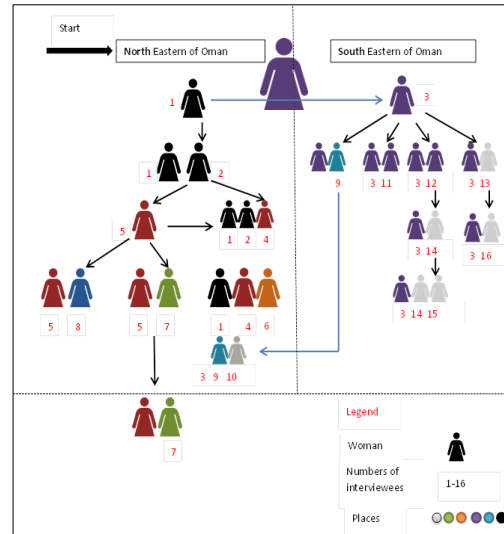 Start
North Eastern of Oman
South Eastern of Oman
1
3
1
2
9
3 11
3 12
3 13
5
1 2 4
3 14
3 16
5 8
5 7
1 4 6
3 14 15
3 9 10
7
Legend
Woman
Numbers of
interviewees
1-16
Places